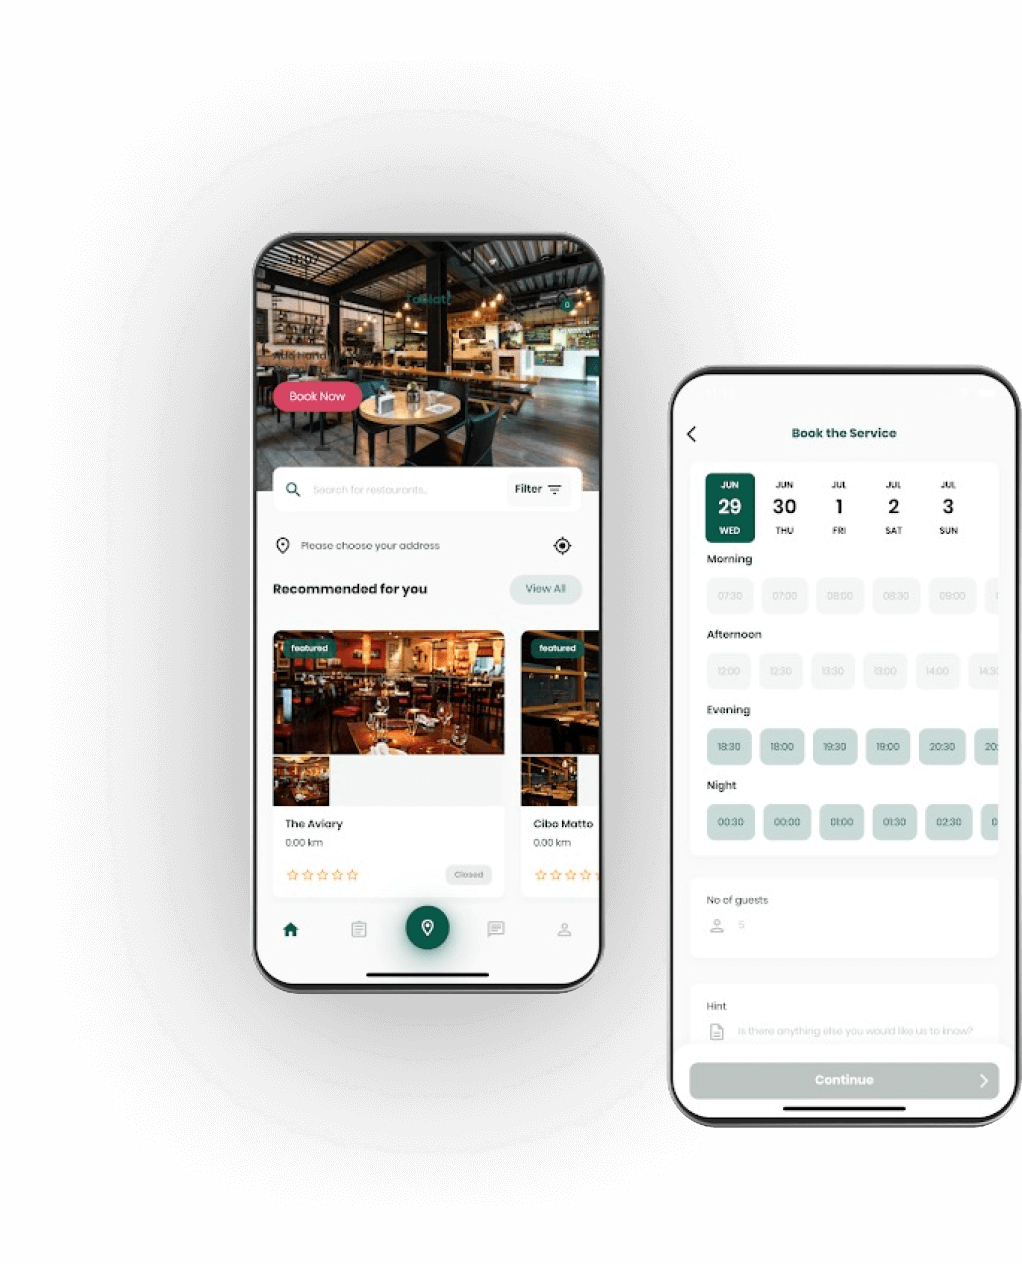 0
Book Now
Search for restaurants..
Filter
Please choose your address
Recommended for you
View All
featured
featured
The Aviary
0.00 km
Closed
Cibo Matto
0.00 km
Book the Service
JUN JUN JUL JUL JUL
29 30 1 2 3
WED THU FRI SAT SUN
Morning
07:30 07:00 08:00 08:30 09:00
Afternoon
12:00 12:30 13:30 13:00 14:00 14:30
Evening
18:30 18:00 19:30 19:00 20:30 20:
Night
00:30 00:00 01:00 01:30 02:30 0
No of guests
5
Hint
Is there anything else you would like us to know?
Continue